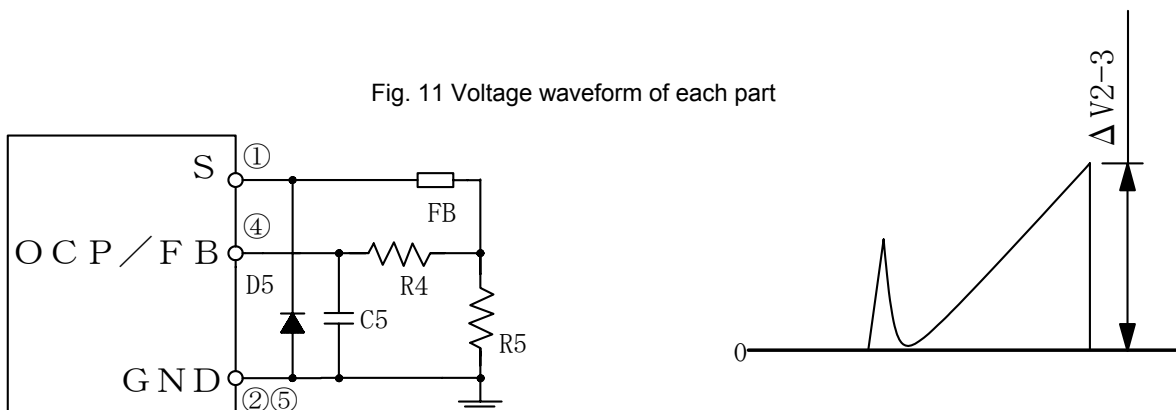 Fig. 11 Voltage waveform of each part
S ①
FB
④
OCP/FB
D5
R4
C5
R5
GND
②⑤
ΔV2-3
0